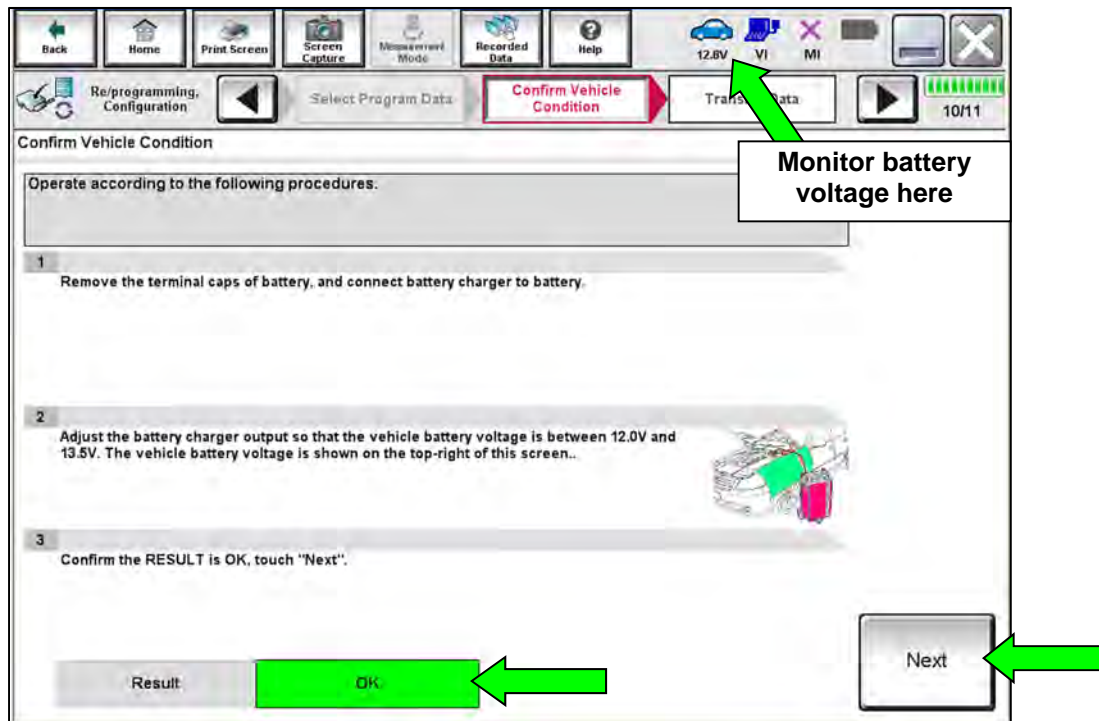 Back
Home
Print Screen
Screen
Capture
Measurement
Mode
Recorded
Data
Help
12.8V
VI
MI
Re/programming,
Configuration
Select Program Data
Confirm Vehicle
Condition
10/11
Confirm Vehicle Condition
Monitor battery
voltage here
Operate according to the following procedures.
1
Remove the terminal caps of battery, and connect battery charger to battery.
2
Adjust the battery charger output so that the vehicle battery voltage is between 12.0V and
13.5V. The vehicle battery voltage is shown on the top-right of this screen..
3
Confirm the RESULT is OK, touch "Next".
Next
Result
OK